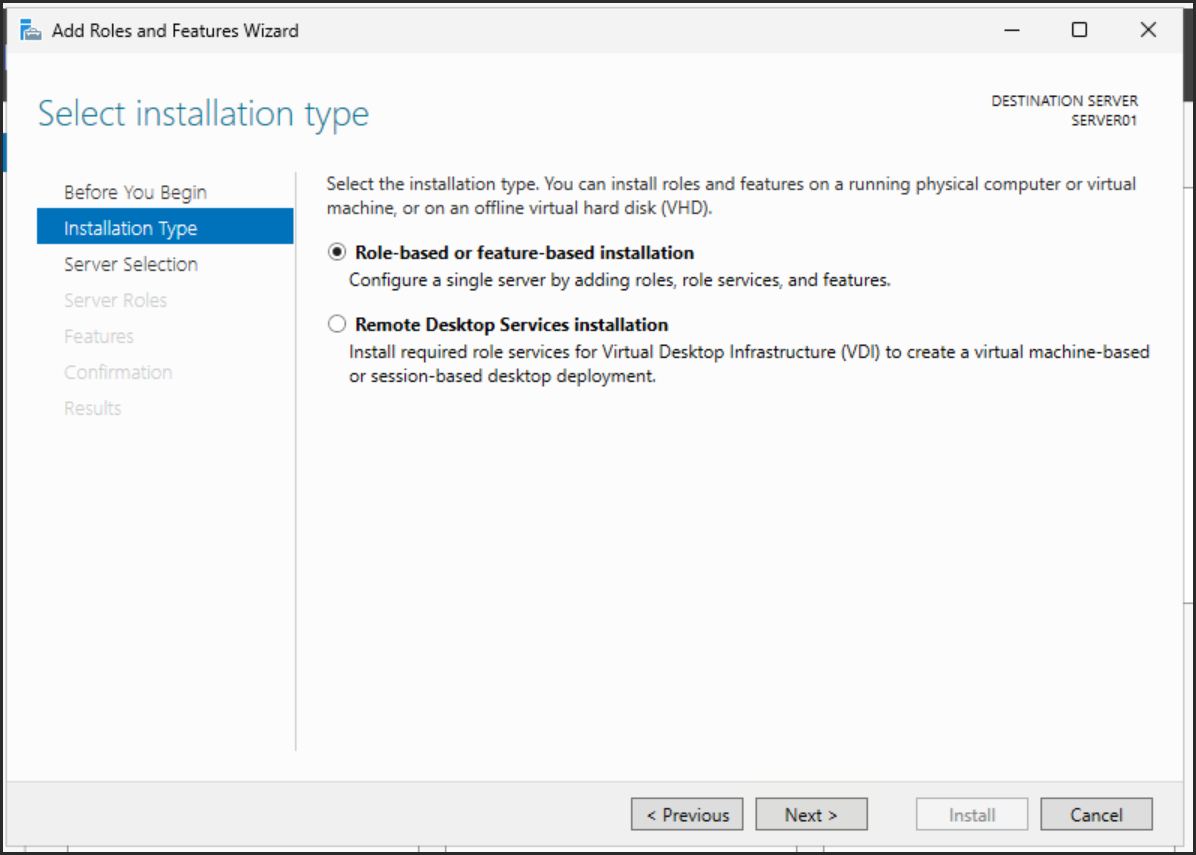 Add Roles and Features Wizard
Select installation type
DESTINATION SERVER
SERVER01
Before You Begin
Installation Type
Server Selection
Server Roles
Features
Confirmation
Results
Select the installation type. You can install roles and features on a running physical computer or virtual
machine, or on an offline virtual hard disk (VHD).
Role-based or feature-based installation
Configure a single server by adding roles, role services, and features.
Remote Desktop Services installation
Install required role services for Virtual Desktop Infrastructure (VDI) to create a virtual machine-based
or session-based desktop deployment.
< Previous
Next >
Install
Cancel